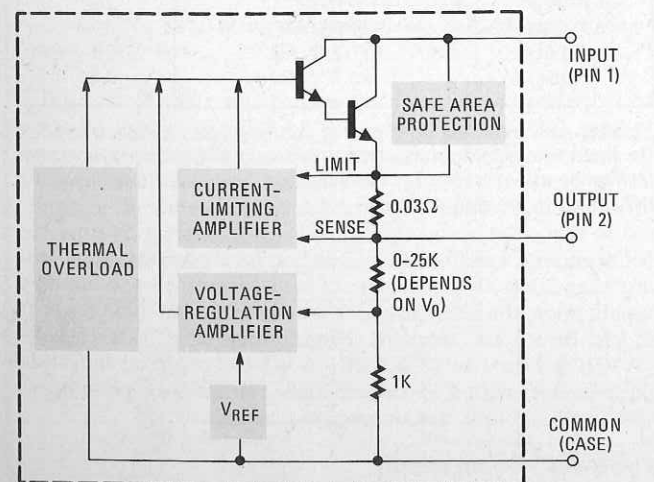 INPUT
(PIN 1)
SAFE AREA
PROTECTION
LIMIT
CURRENT-
LIMITING
AMPLIFIER
0.03Ω
OUTPUT
(PIN 2)
SENSE
THERMAL
OVERLOAD
0-25K
(DEPENDS
ON V0)
VOLTAGE-
REGULATION
AMPLIFIER
1K
VREF
COMMON
(CASE)